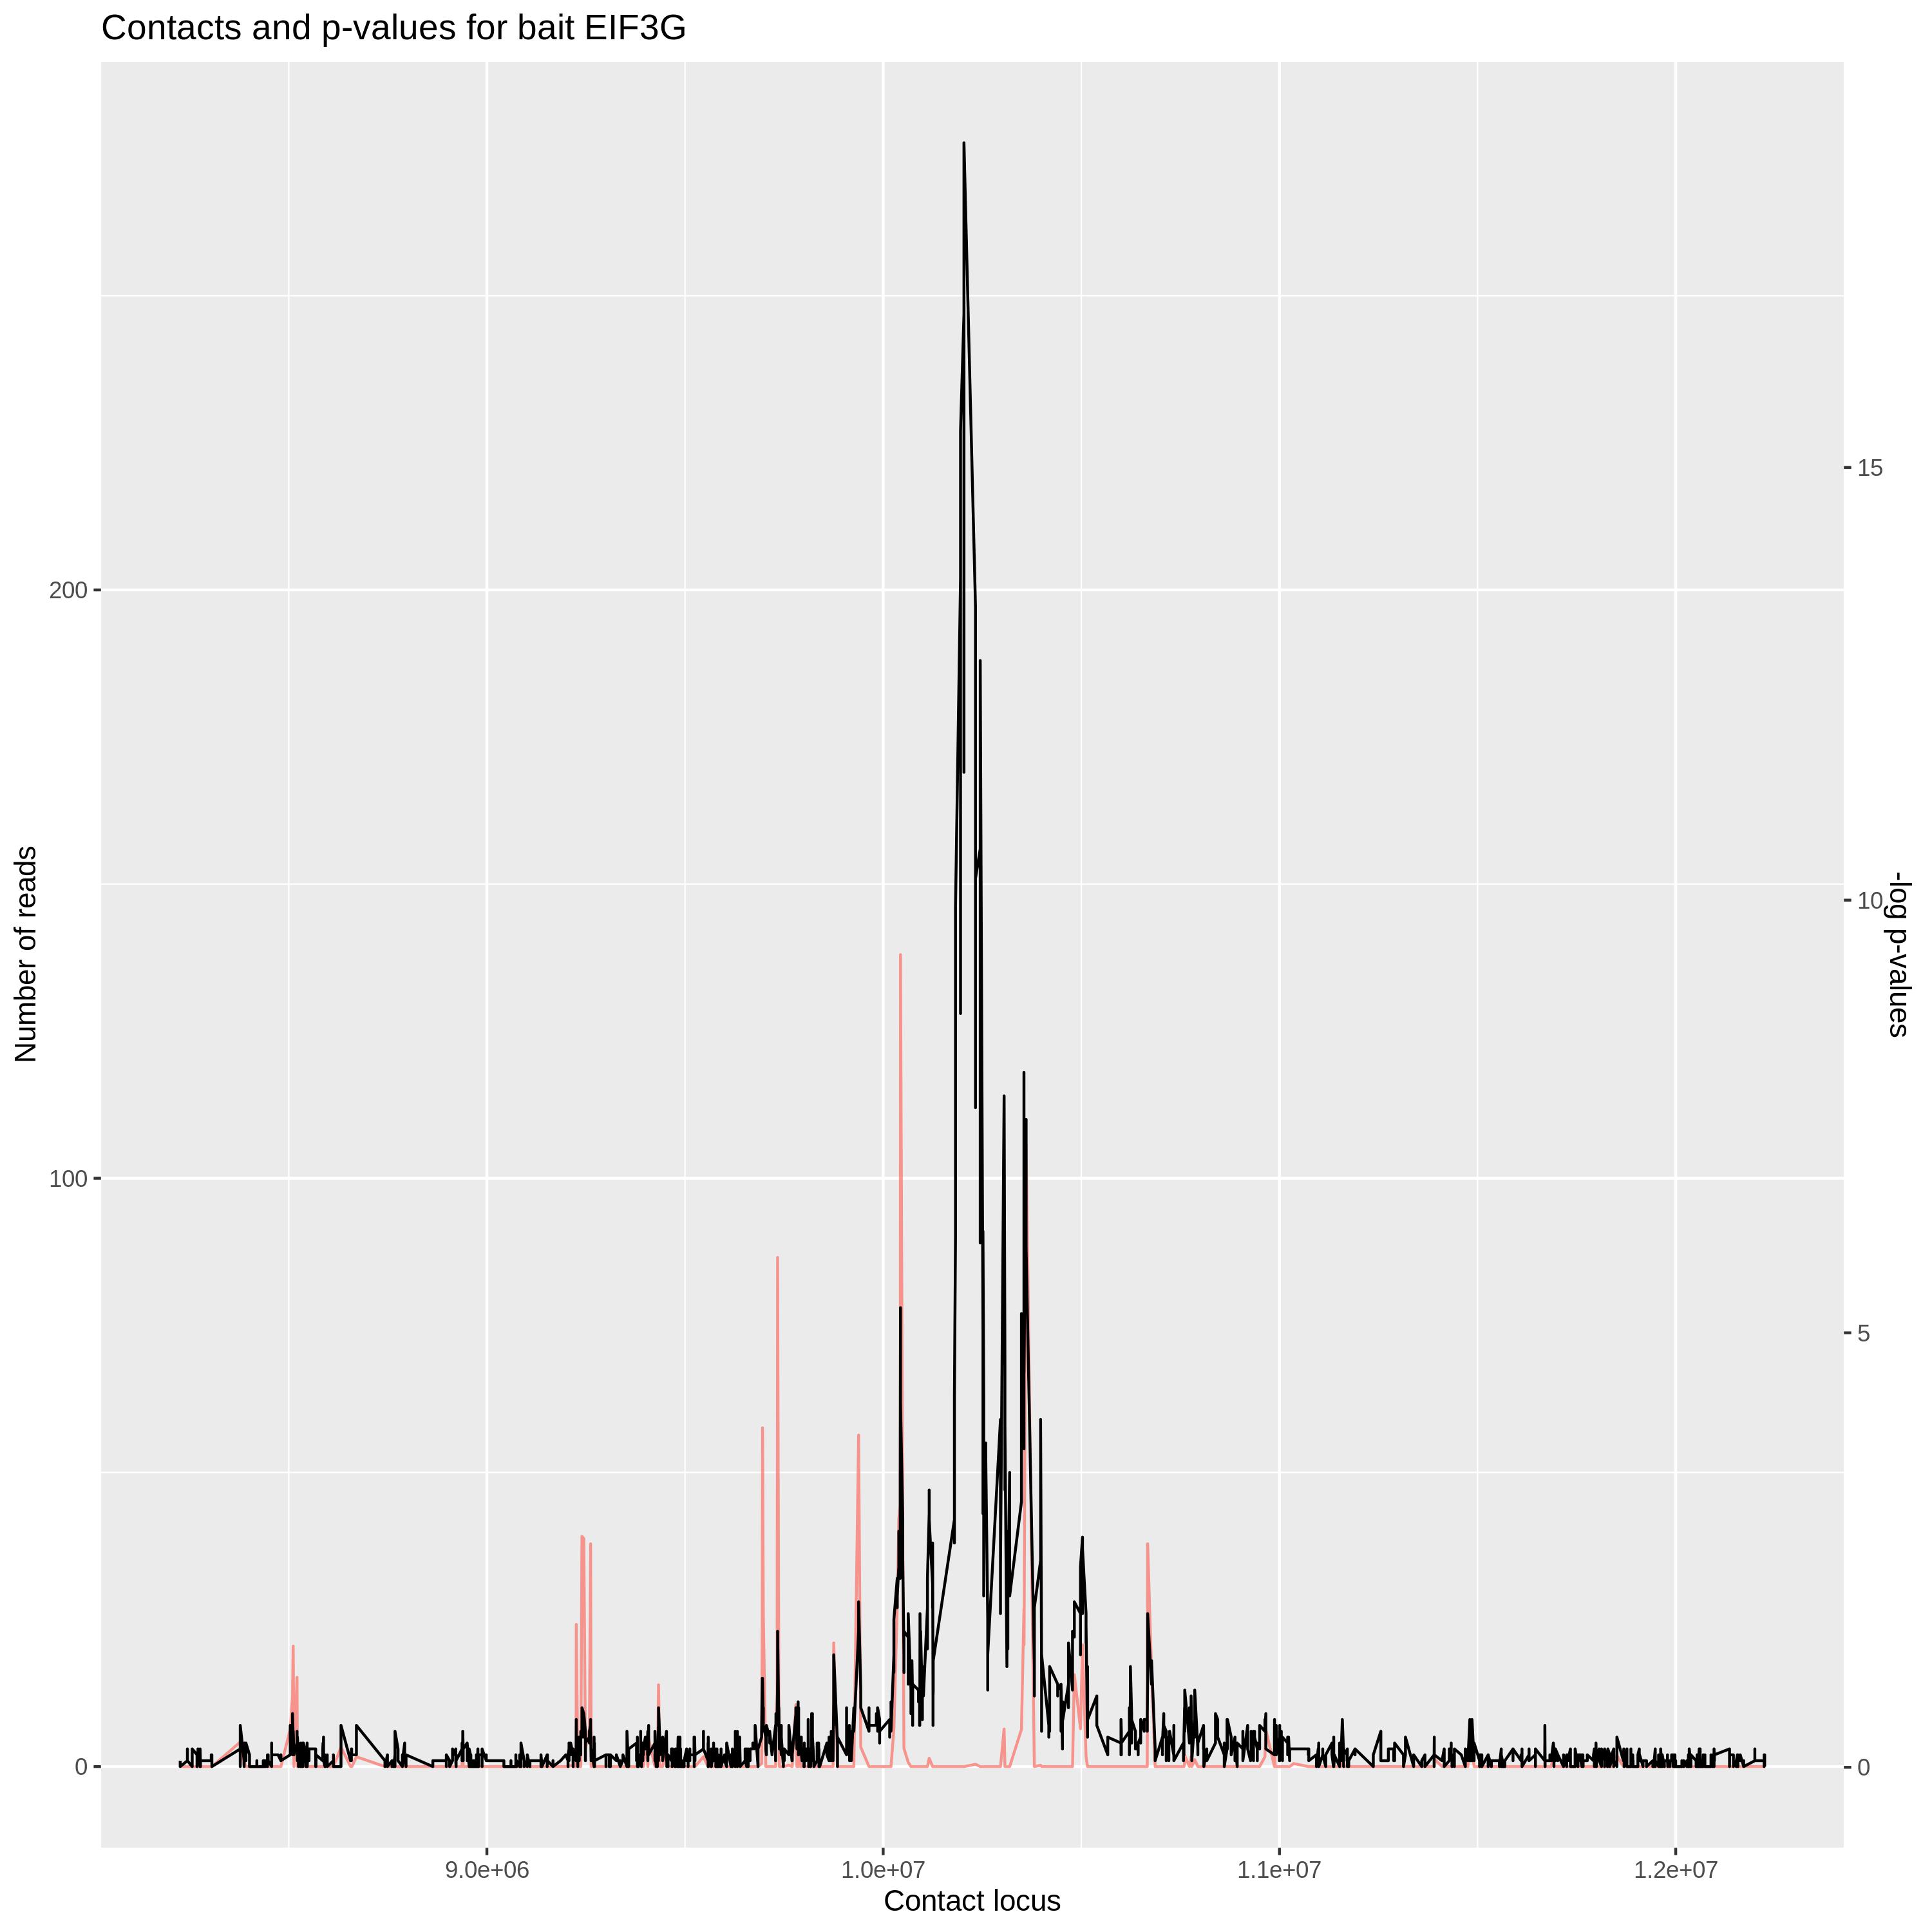 Contacts and p-values for bait EIF3G
Number of reads
200
100
0
15
10
5
0
-log p-values
9.0e+06
1.0e+07
1.1e+07
1.2e+07
Contact locus